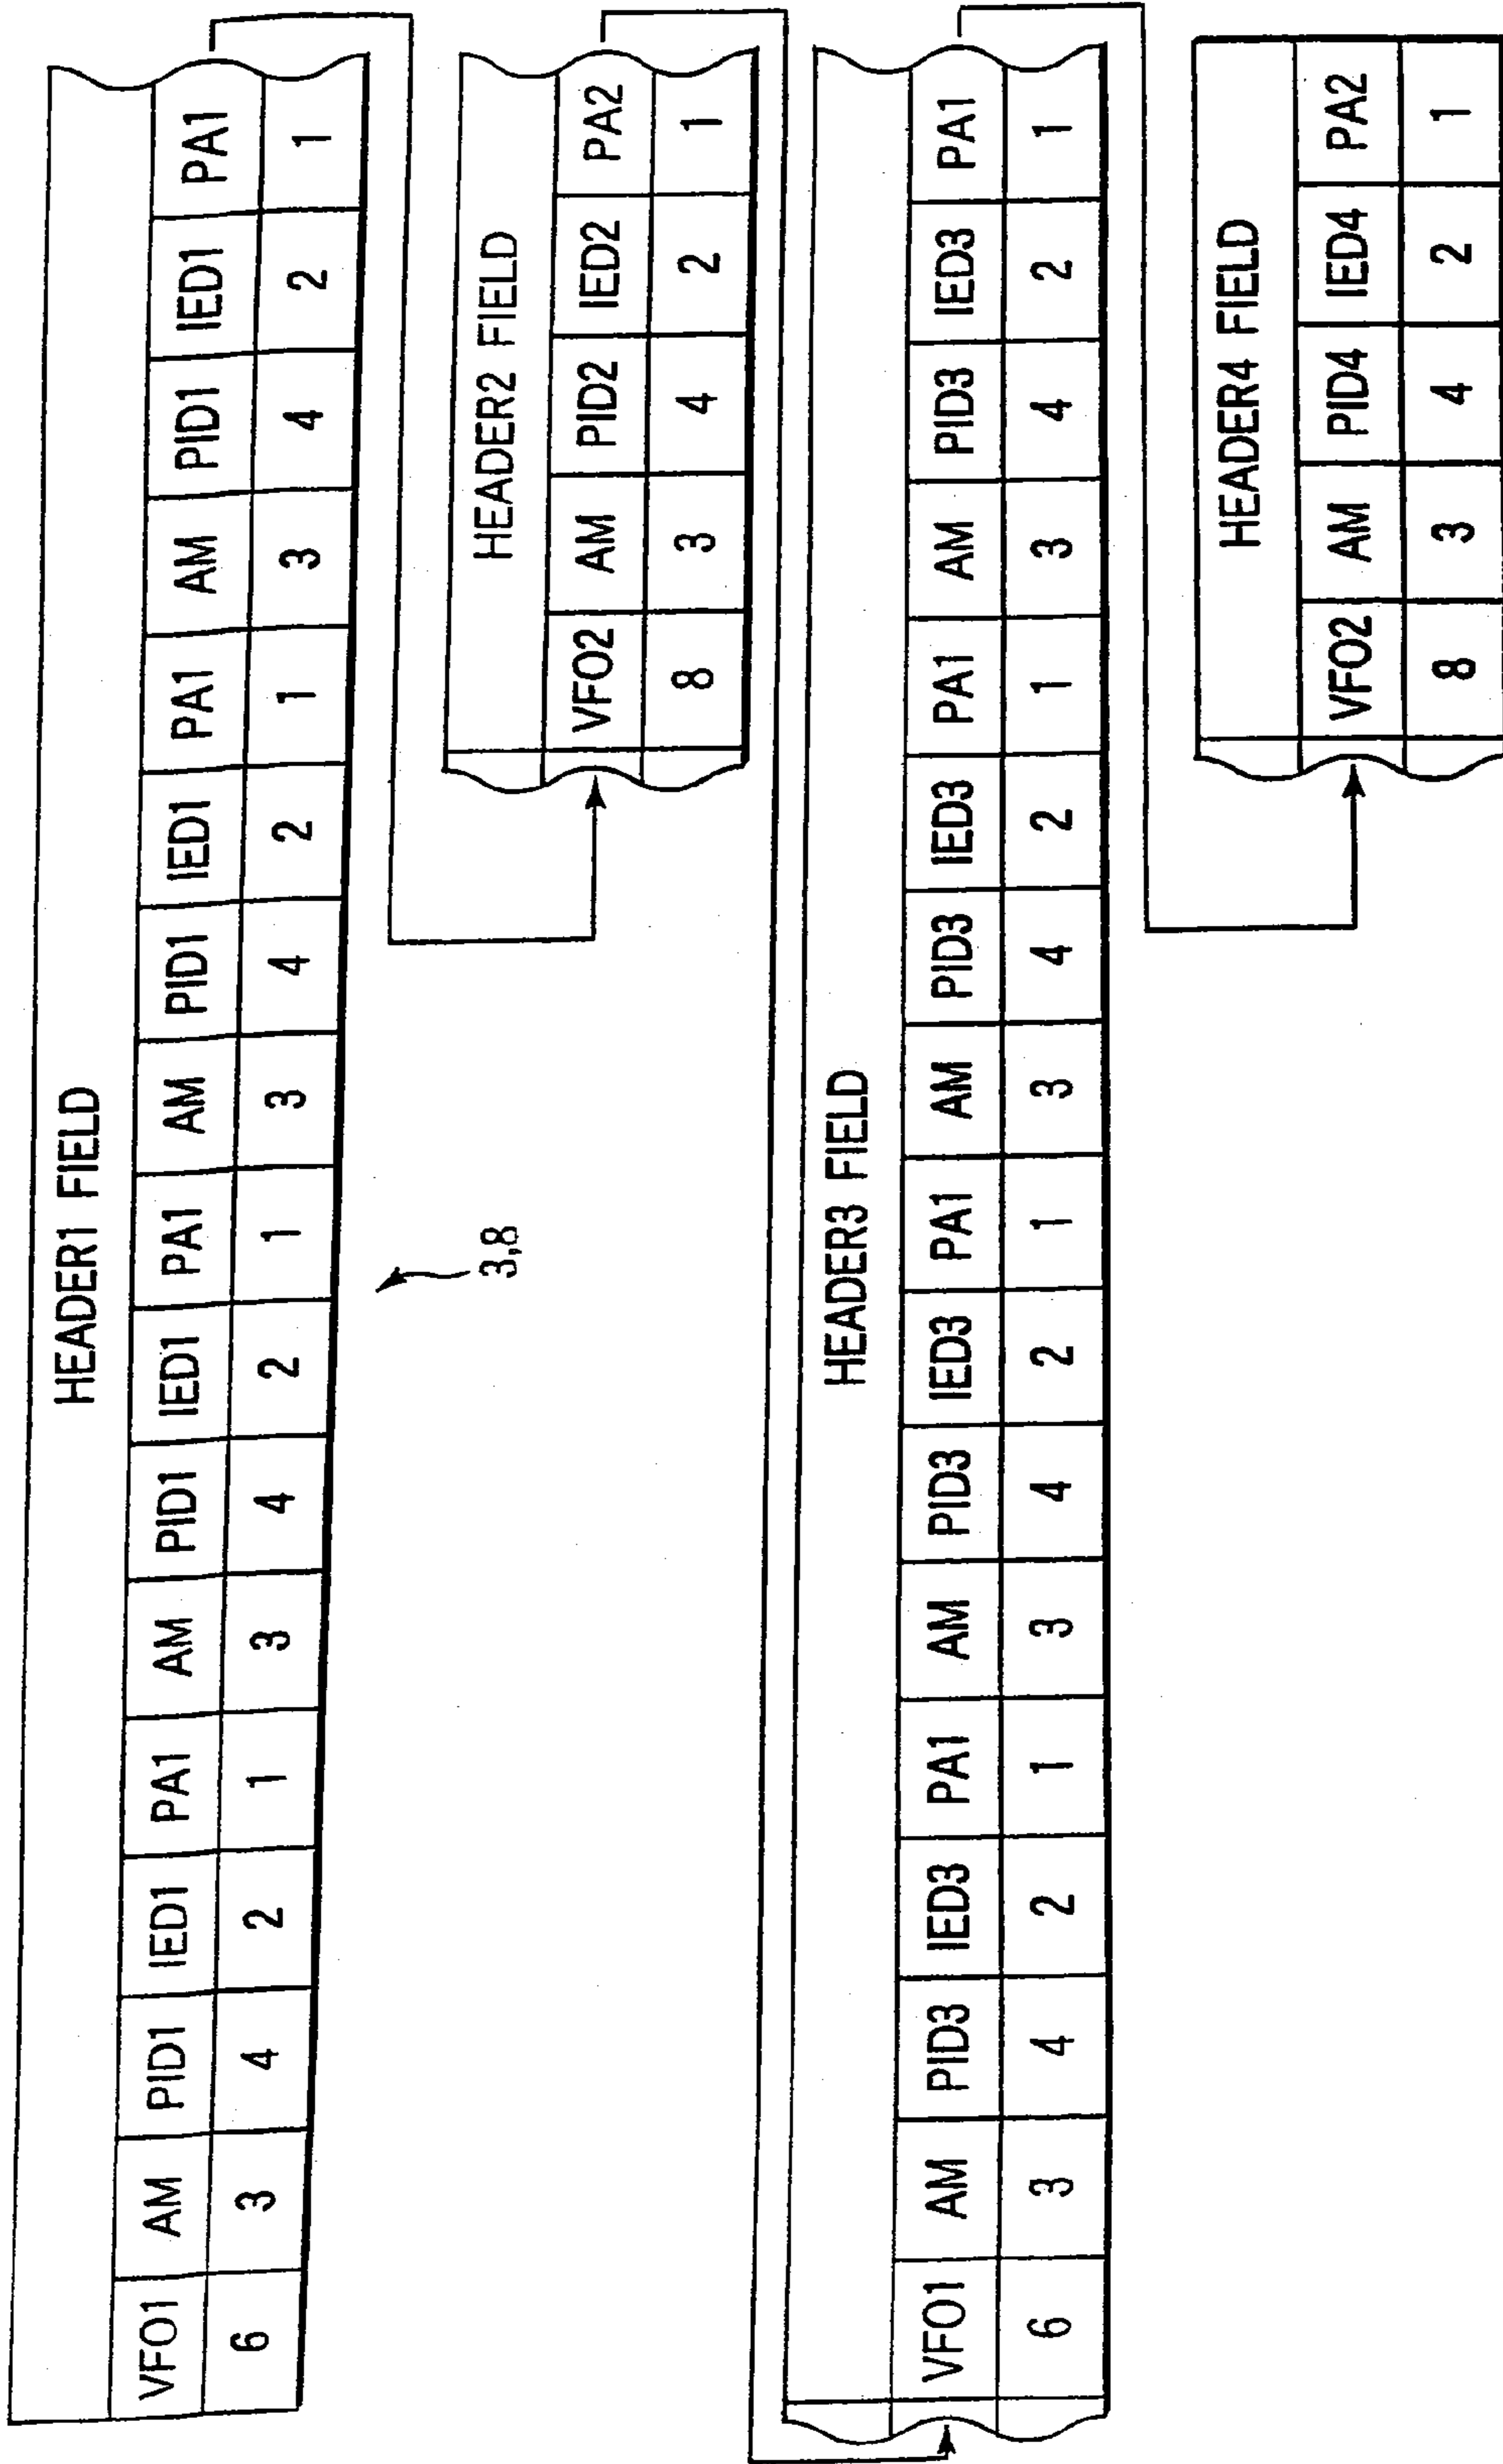 HEADER1 FIELD
VFO1 AM PID1 IED1 PA1 AM PID1 IED1 PA1 AM PID1 IED1 PA1 AM PID1 IED1 PA1
6 3 4 2 1 3 4 2 1 3 4 2 1 3 4 2 1
3,8
HEADER2 FIELD
VFO2 AM PID2 IED2 PA2
8 3 4 2 1
HEADER3 FIELD
VFO1 AM PID3 IED3 PA1 AM PID3 IED3 PA1 AM PID3 IED3 PA1 AM PID3 IED3 PA1
6 3 4 2 1 3 4 2 1 3 4 2 1 3 4 2 1
HEADER4 FIELD
VFO2 AM PID4 IED4 PA2
8 3 4 2 1